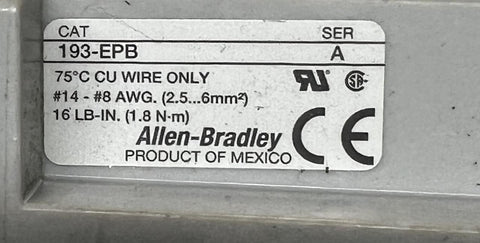 CAT SER
193-EPB A
75°C CU WIRE ONLY
#14 - #8 AWG. (2.5...6mm²)
16 LB-IN. (1.8 N·m)
Allen-Bradley
PRODUCT OF MEXICO
CE